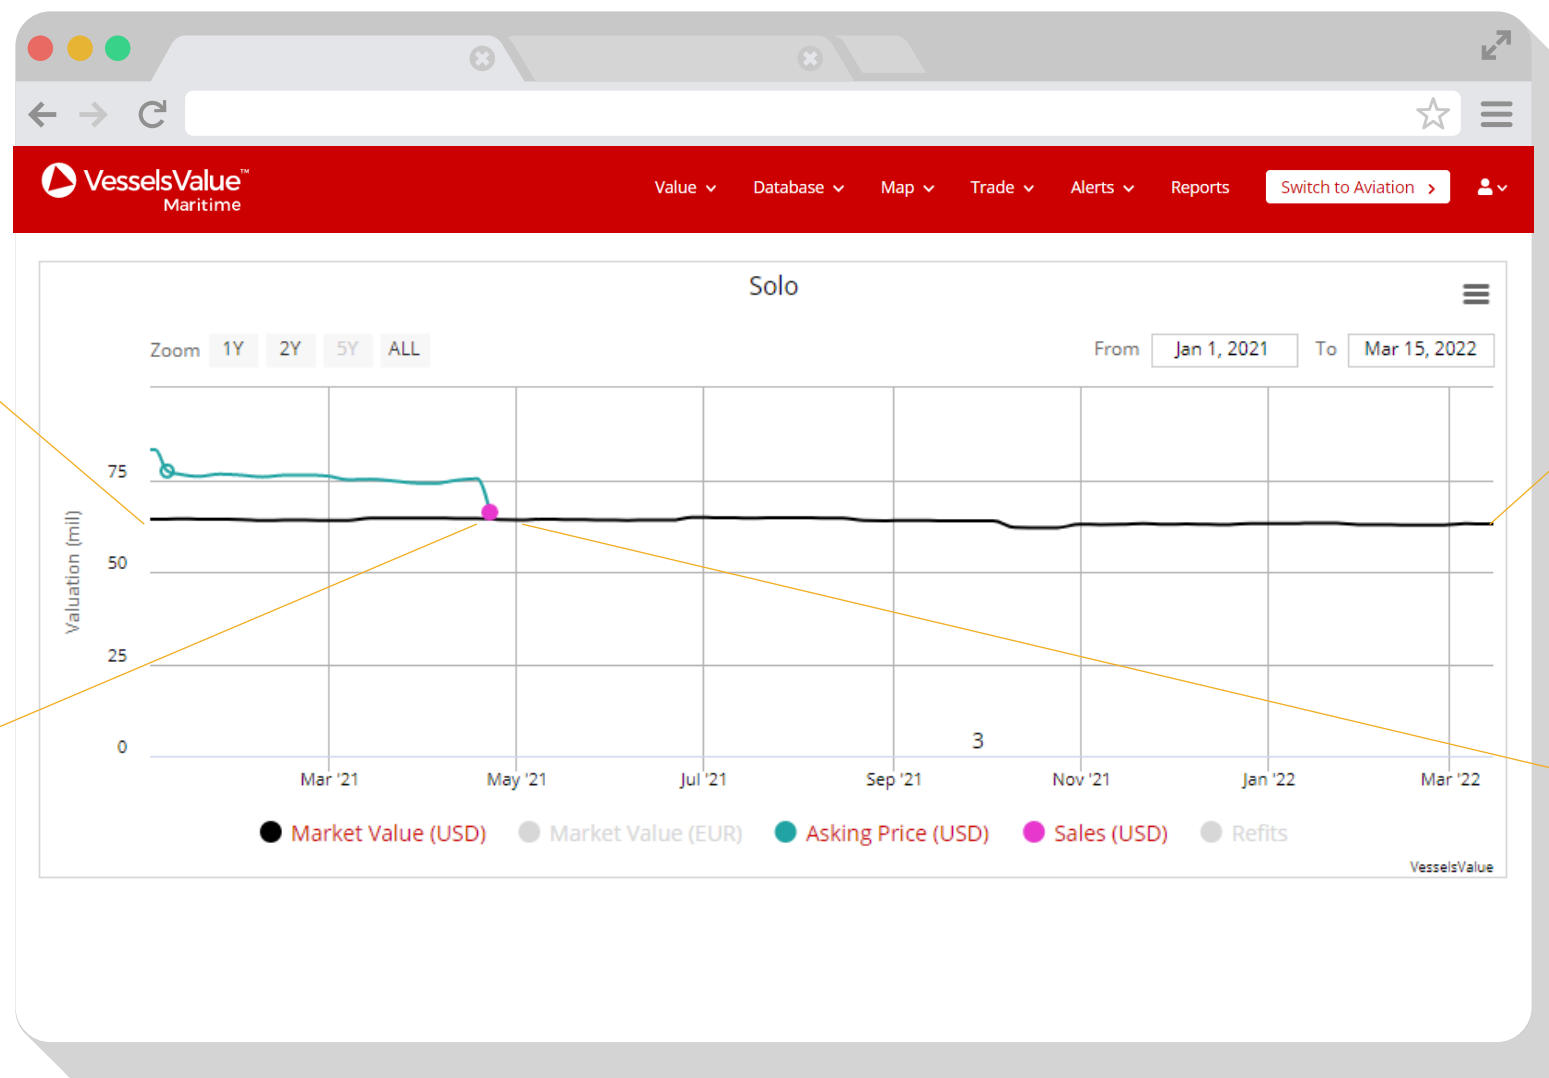 VesselsValue™
Maritime
Value Database Map Trade Alerts Reports Switch to Aviation
Solo
Zoom 1Y 2Y 5Y ALL From Jan 1, 2021 To Mar 15, 2022
75
50
25
0
Valuation (mil)
3
Mar '21 May '21 Jul '21 Sep '21 Nov '21 Jan '22 Mar '22
Market Value (USD) Market Value (EUR) Asking Price (USD) Sales (USD) Refits
VesselsValue